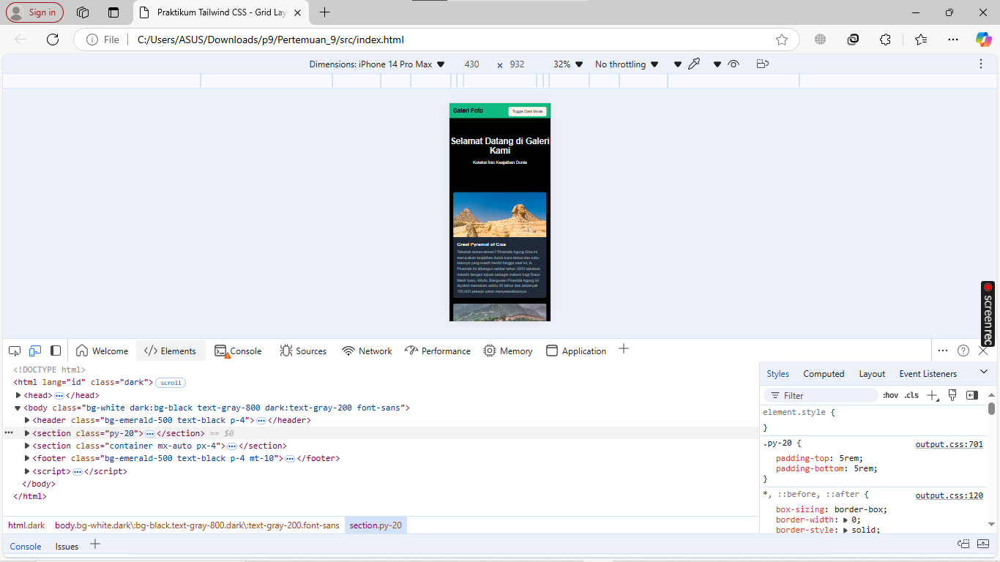 Sign in
Praktikum Tailwind CSS - Grid Lay
File
C:/Users/ASUS/Downloads/p9/Pertemuan_9/src/index.html
Dimensions: iPhone 14 Pro Max ▼ 430 × 932 32% ▼ No throttling ▼
Galeri Foto
Toggle Dark Mode
Selamat Datang di Galeri
Kami
Koleksi foto Keajaiban Dunia
Great Pyramid of Giza
Tahukah teman-teman? Piramida Agung Giza ini
merupakan keajaiban dunia kuno tertua dan satu-
satunya yang masih berdiri hingga saat ini, lo.
Piramida ini dibangun sekitar tahun 2600 sebelum
masehi dengan tujuan sebagai makam bagi firaun
Mesir kuno, Khufu. Bangunan Piramida Agung ini
diyakini memakan waktu 20 tahun dan sebanyak
100.000 pekerja untuk menyelesaikannya. .
screenrec
Welcome
Elements
Console
Sources
Network
Performance
Memory
Application
<!DOCTYPE html>
<html lang="id" class="dark"> scroll
<head> ••• </head>
<body class="bg-white dark:bg-black text-gray-800 dark:text-gray-200 font-sans">
<header class="bg-emerald-500 text-black p-4"> ••• </header>
<section class="py-20"> ••• </section> == $0
<section class="container mx-auto px-4"> ••• </section>
<footer class="bg-emerald-500 text-black p-4 mt-10"> ••• </footer>
<script> ••• </script>
</body>
</html>
html.dark
body.bg-white.dark\:bg-black.text-gray-800.dark\:text-gray-200.font-sans
section.py-20
Styles
Computed
Layout
Event Listeners
Filter
:hov .cls
element.style {
}
.py-20 {
output.css:701
padding-top: 5rem;
padding-bottom: 5rem;
}
*, ::before, ::after {
output.css:120
box-sizing: border-box;
border-width: ▶ 0;
border-style: ▶ solid;
Console
Issues